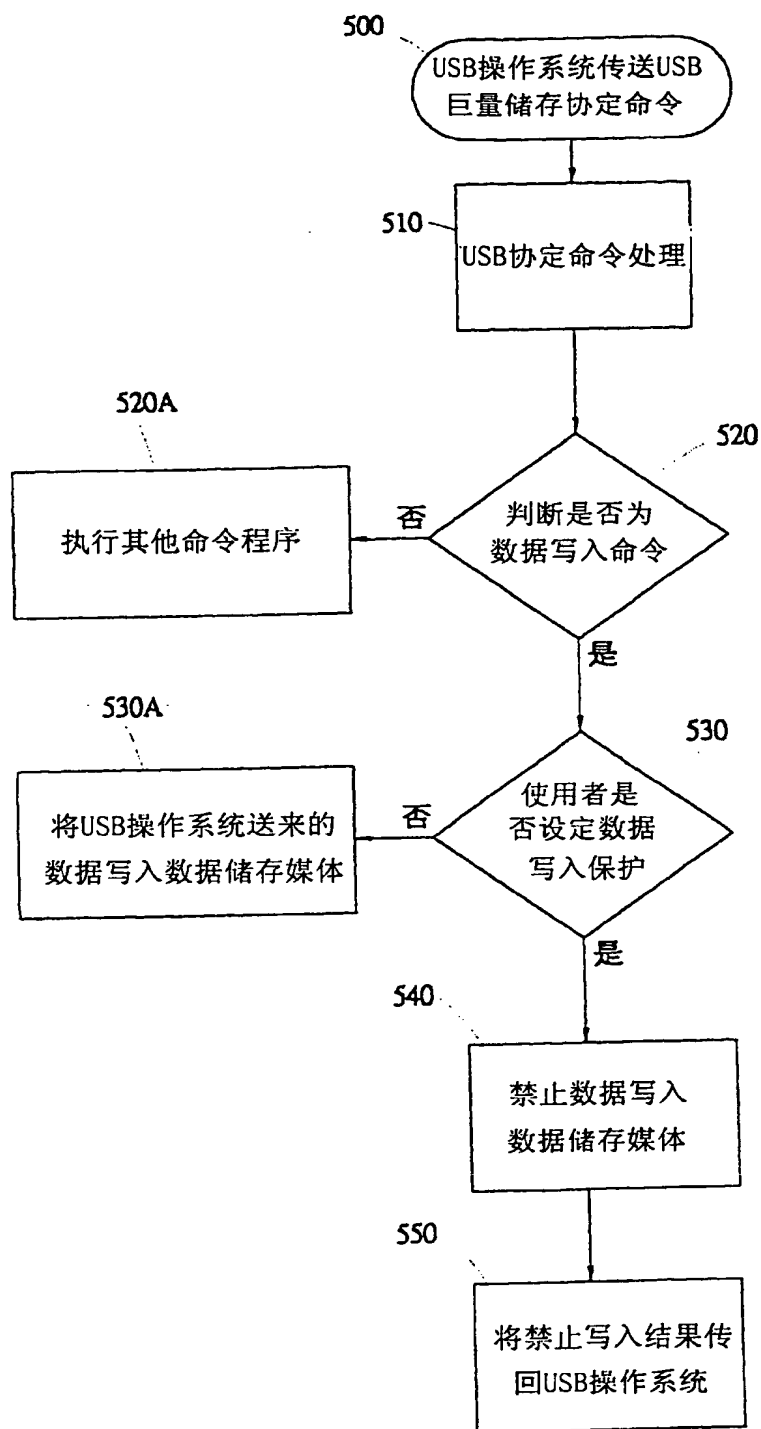 500
USB操作系统传送USB
巨量储存协定命令
510
USB协定命令处理
520A
520
执行其他命令程序
否
判断是否为
数据写入命令
是
530A
530
将USB操作系统送来的
数据写入数据储存媒体
否
使用者是
否设定数据
写入保护
是
540
禁止数据写入
数据储存媒体
550
将禁止写入结果传
回USB操作系统